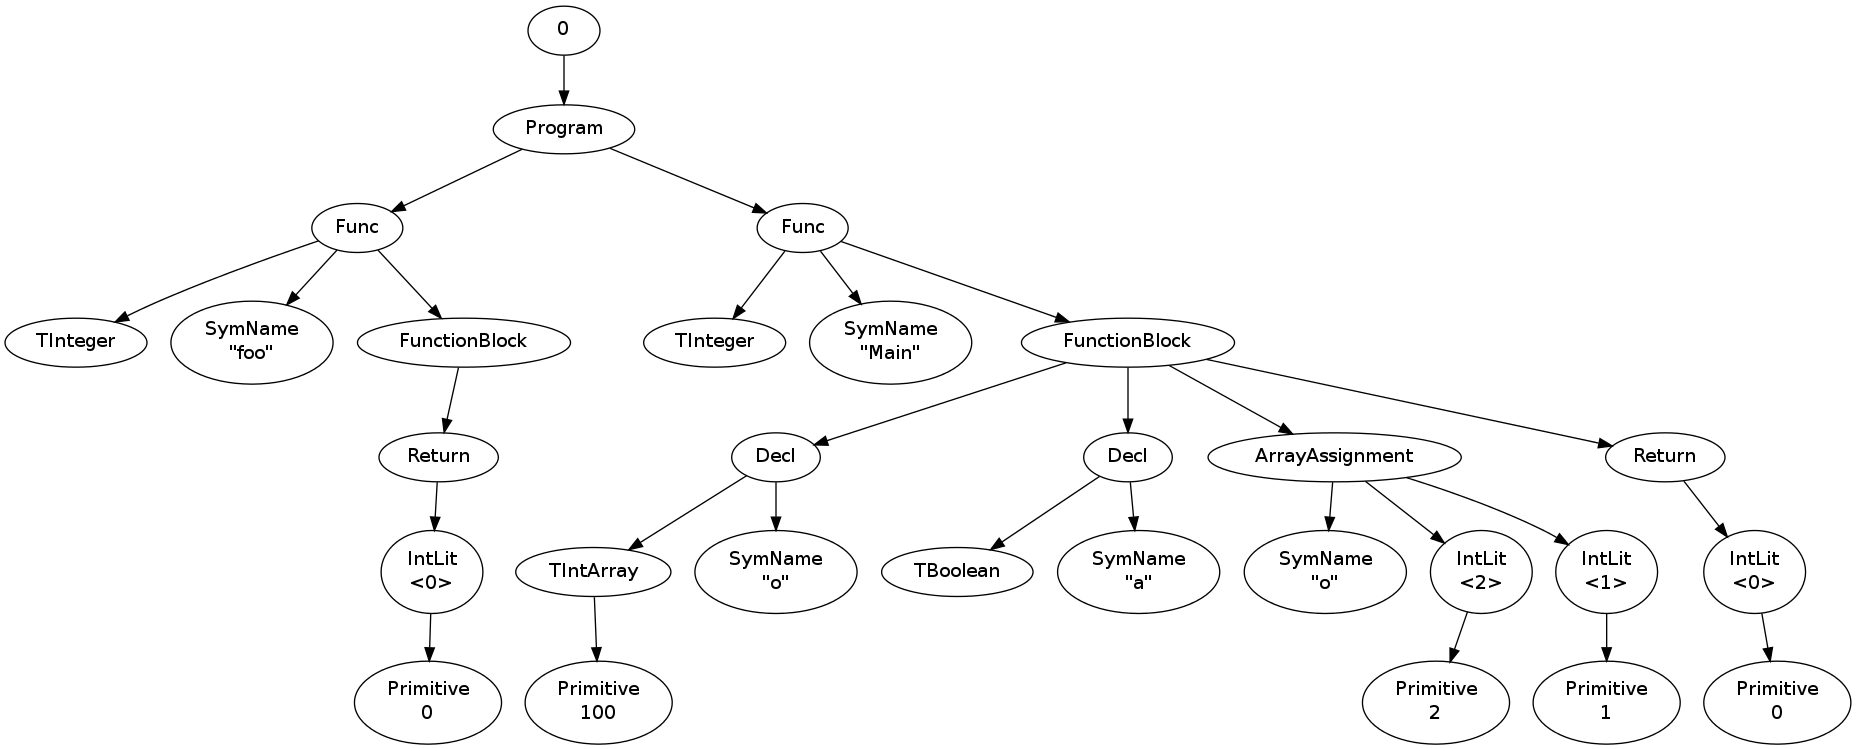 0
Program
Func
Func
TInteger
SymName
"foo"
FunctionBlock
TInteger
SymName
"Main"
FunctionBlock
Return
Decl
Decl
ArrayAssignment
Return
IntLit
<0>
TIntArray
SymName
"o"
TBoolean
SymName
"a"
SymName
"o"
IntLit
<2>
IntLit
<1>
IntLit
<0>
Primitive
0
Primitive
100
Primitive
2
Primitive
1
Primitive
0